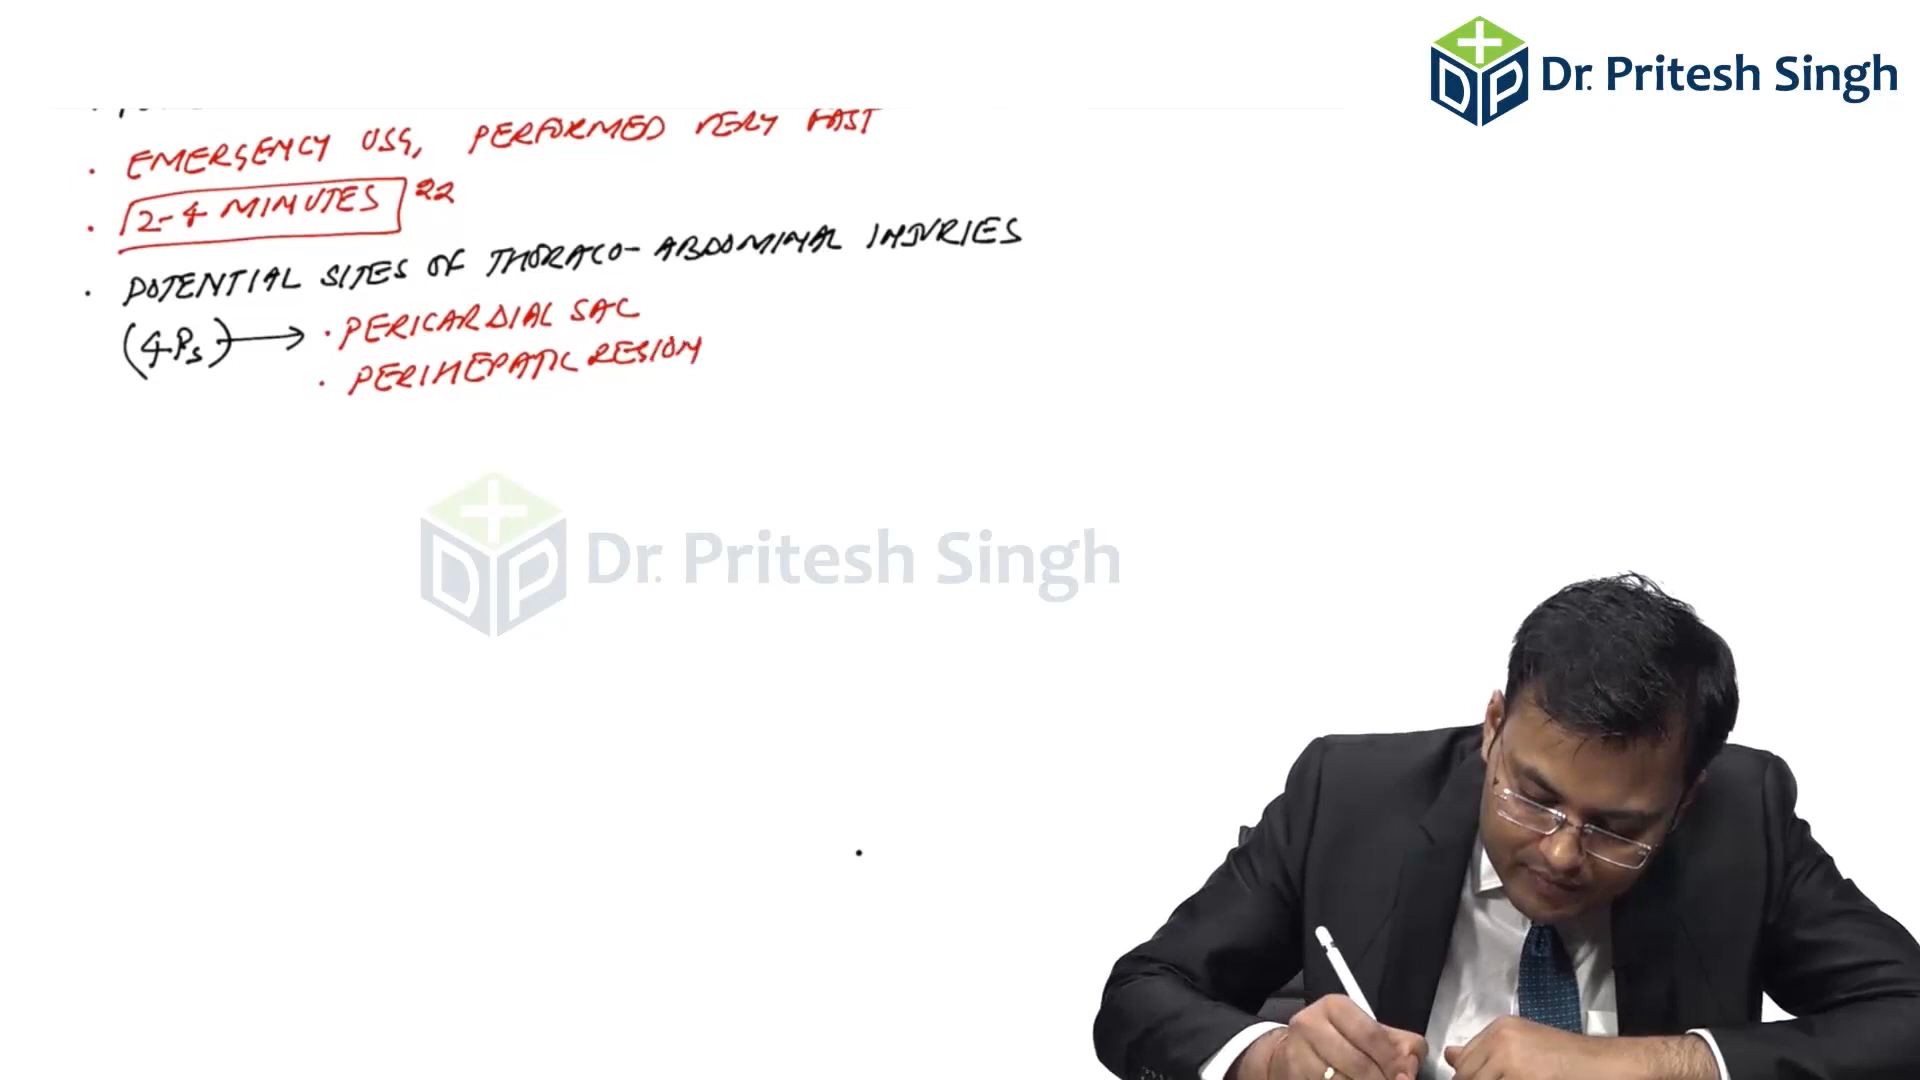 Dr. Pritesh Singh
. EMERGENCY USG, PERFORMED VERY FAST
. 2-4 MINUTES 22
. POTENTIAL SITES OF THORACO-ABDOMINAL INJURIES
(4Ps) → . PERICARDIAL SAC
. PERIHEPATIC REGION
Dr. Pritesh Singh